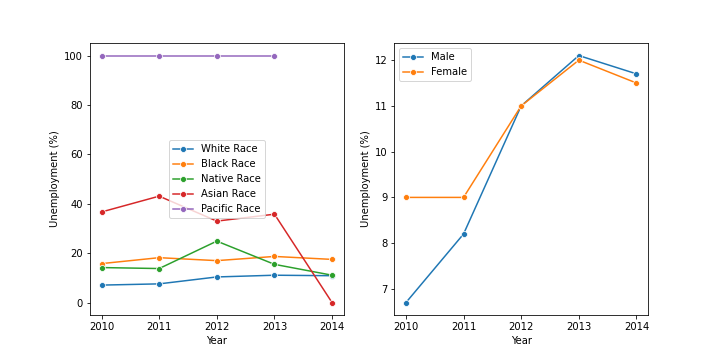 100
80
60
40
20
0
Unemployment (%)
White Race
Black Race
Native Race
Asian Race
Pacific Race
2010 2011 2012 2013 2014
Year
12
11
10
9
8
7
Unemployment (%)
Male
Female
2010 2011 2012 2013 2014
Year